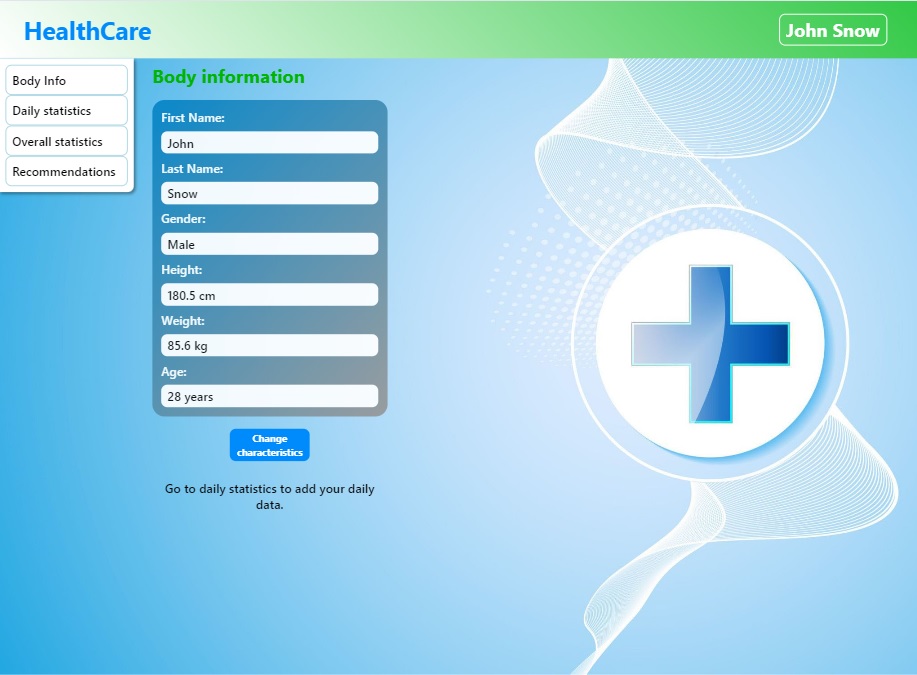 HealthCare
John Snow
Body Info
Daily statistics
Overall statistics
Recommendations
Body information
First Name:
John
Last Name:
Snow
Gender:
Male
Height:
180.5 cm
Weight:
85.6 kg
Age:
28 years
Change
characteristics
Go to daily statistics to add your daily
data.